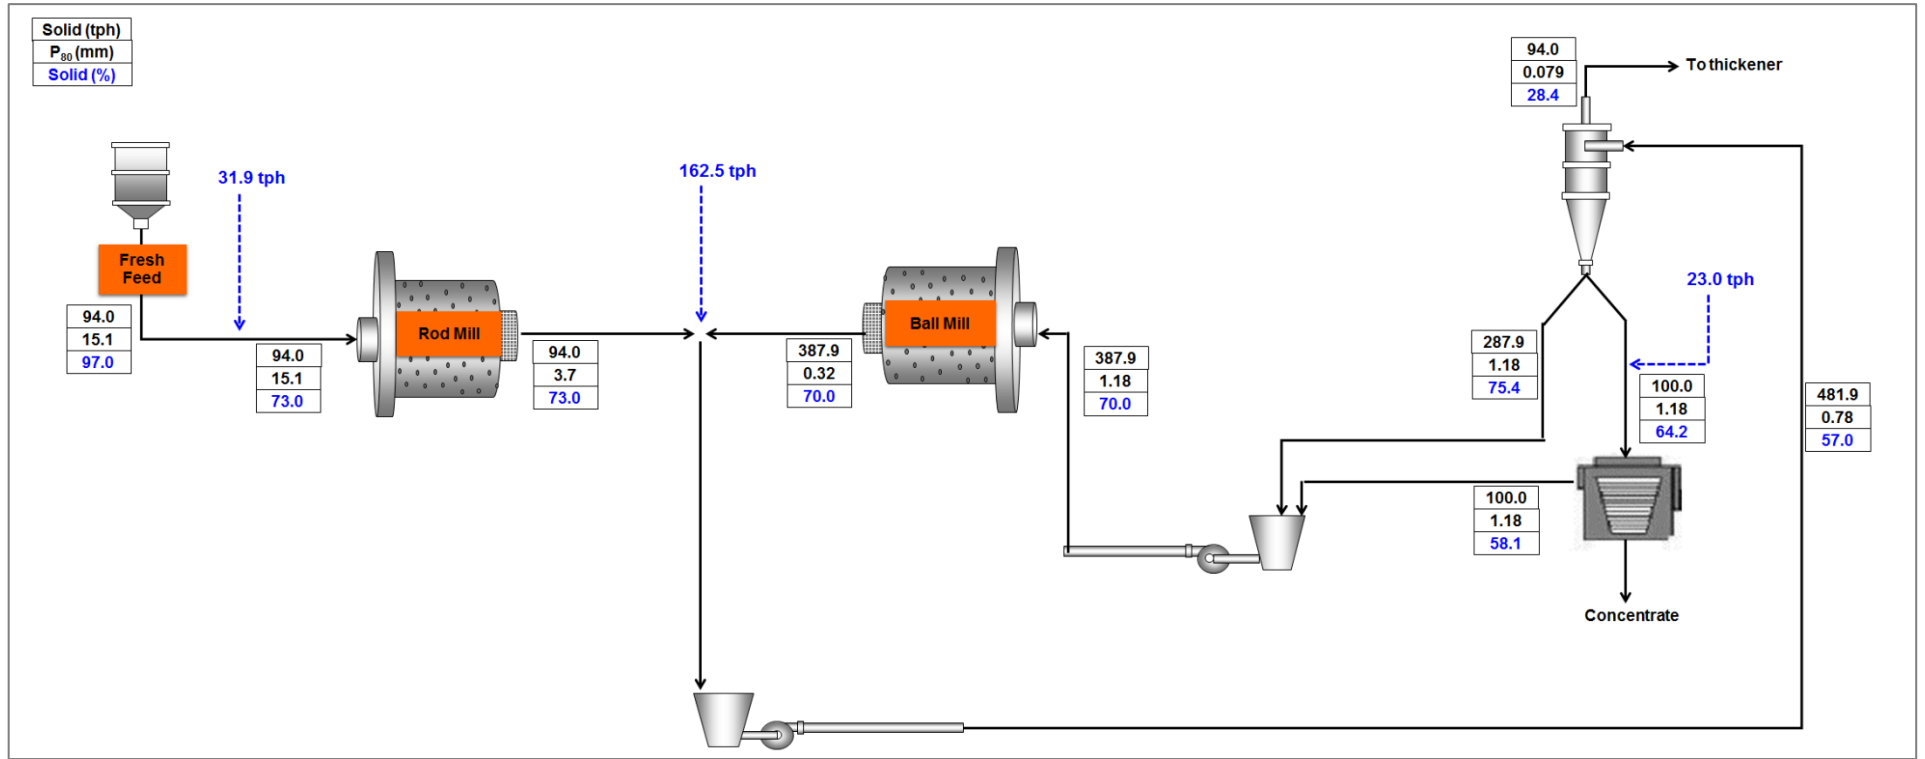 Solid (tph)
P80 (mm)
Solid (%)
94.0
0.079
28.4
To thickener
31.9 tph
162.5 tph
Fresh
Feed
94.0
15.1
97.0
Rod Mill
94.0
15.1
73.0
94.0
3.7
73.0
Ball Mill
387.9
0.32
70.0
387.9
1.18
70.0
23.0 tph
287.9
1.18
75.4
100.0
1.18
64.2
481.9
0.78
57.0
100.0
1.18
58.1
Concentrate